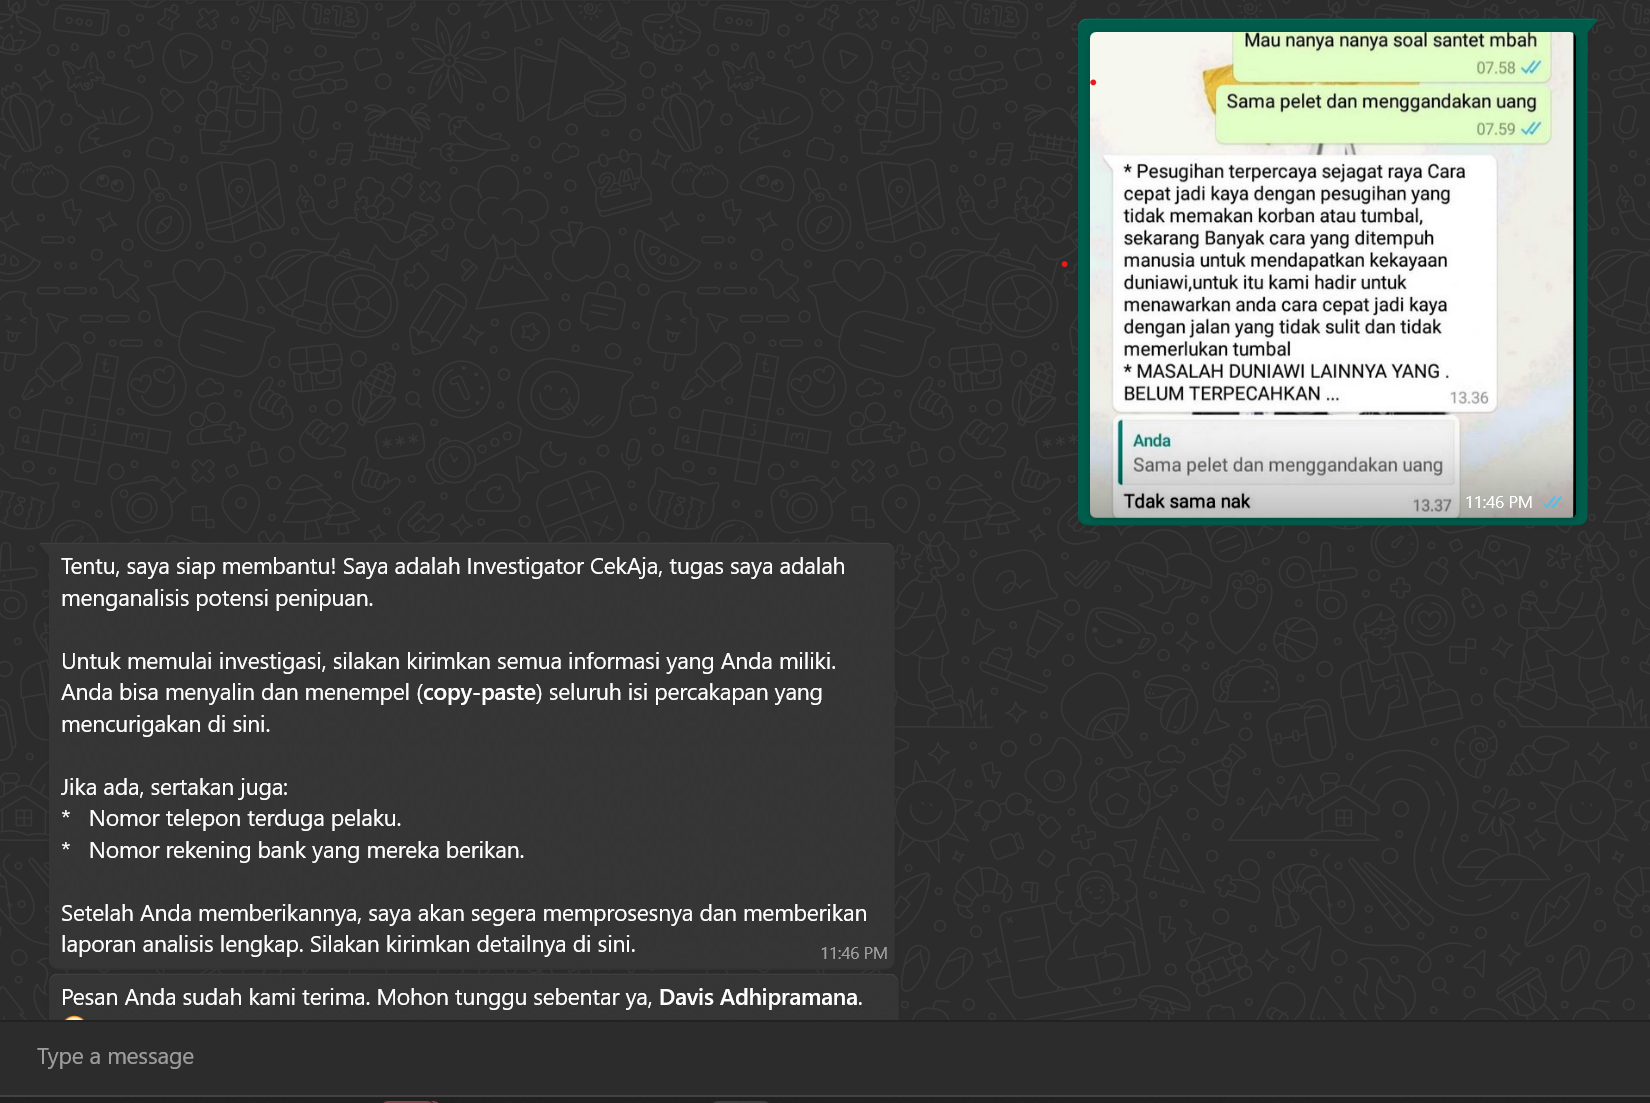 Mau nanya nanya soal santet mbah
07.58
Sama pelet dan menggandakan uang
07.59
* Pesugihan terpercaya sejagat raya Cara
cepat jadi kaya dengan pesugihan yang
tidak memakan korban atau tumbal,
sekarang Banyak cara yang ditempuh
manusia untuk mendapatkan kekayaan
duniawi,untuk itu kami hadir untuk
menawarkan anda cara cepat jadi kaya
dengan jalan yang tidak sulit dan tidak
memerlukan tumbal
* MASALAH DUNIAWI LAINNYA YANG .
BELUM TERPECAHKAN ...
13.36
Anda
Sama pelet dan menggandakan uang
Tdak sama nak
13.37
11:46 PM
Tentu, saya siap membantu! Saya adalah Investigator CekAja, tugas saya adalah
menganalisis potensi penipuan.
Untuk memulai investigasi, silakan kirimkan semua informasi yang Anda miliki.
Anda bisa menyalin dan menempel (copy-paste) seluruh isi percakapan yang
mencurigakan di sini.
Jika ada, sertakan juga:
* Nomor telepon terduga pelaku.
* Nomor rekening bank yang mereka berikan.
Setelah Anda memberikannya, saya akan segera memprosesnya dan memberikan
laporan analisis lengkap. Silakan kirimkan detailnya di sini.
11:46 PM
Pesan Anda sudah kami terima. Mohon tunggu sebentar ya, Davis Adhipramana.
Type a message